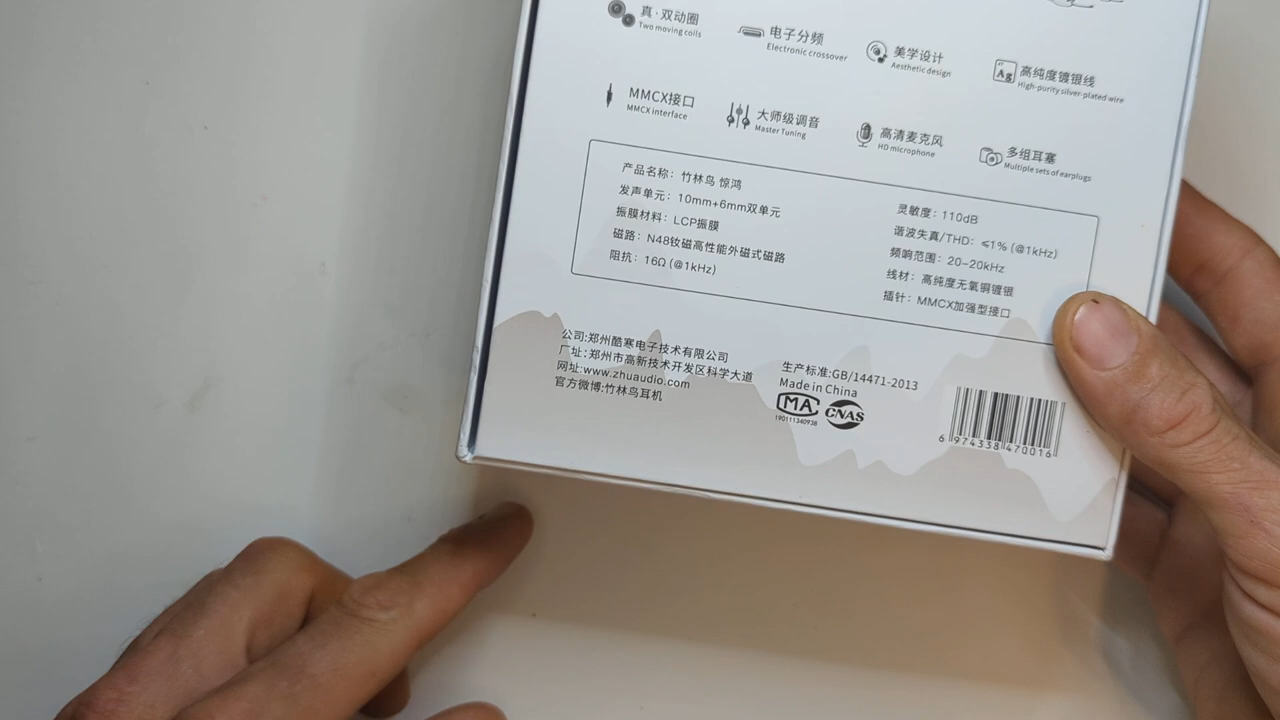 真·双动圈
Two moving coils
电子分频
Electronic crossover
美学设计
Aesthetic design
Ag
高纯度镀银线
High-purity silver-plated wire
MMCX接口
MMCX interface
大师级调音
Master Tuning
高清麦克风
HD microphone
多组耳塞
Multiple sets of earplugs
产品名称：竹林鸟 惊鸿
发声单元：10mm+6mm双单元
振膜材料：LCP振膜
磁路：N48钕磁高性能外磁式磁路
阻抗：16Ω (@1kHz)
灵敏度：110dB
谐波失真/THD：≤1% (@1kHz)
频响范围：20-20kHz
线材：高纯度无氧铜镀银
插针：MMCX加强型接口
公司:郑州酷寒电子技术有限公司
厂址:郑州市高新技术开发区科学大道
网址:www.zhuaudio.com
官方微博:竹林鸟耳机
生产标准:GB/14471-2013
Made in China
MA
190111340938
CNAS
6 974338 470016